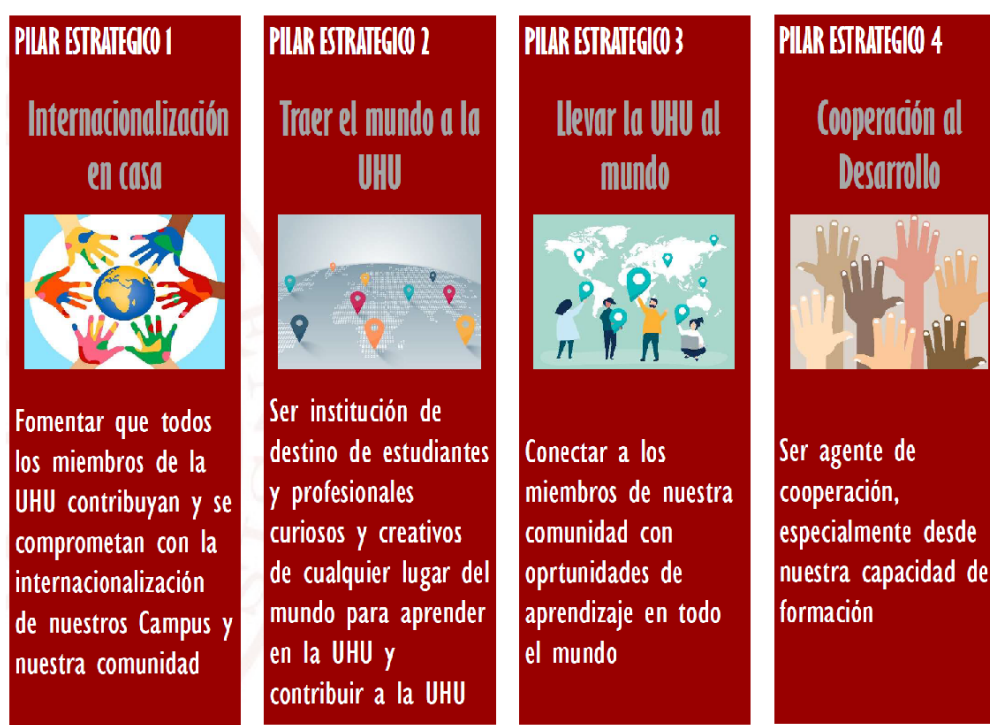 PILAR ESTRATEGICO 1
Internacionalización
en casa
Fomentar que todos
los miembros de la
UHU contribuyan y se
comprometan con la
internacionalización
de nuestros Campus y
nuestra comunidad
PILAR ESTRATEGICO 2
Traer el mundo a la
UHU
Ser institución de
destino de estudiantes
y profesionales
curiosos y creativos
de cualquier lugar del
mundo para aprender
en la UHU y
contribuir a la UHU
PILAR ESTRATEGICO 3
Llevar la UHU al
mundo
Conectar a los
miembros de nuestra
comunidad con
oprtunidades de
aprendizaje en todo
el mundo
PILAR ESTRATEGICO 4
Cooperación al
Desarrollo
Ser agente de
cooperación,
especialmente desde
nuestra capacidad de
formación